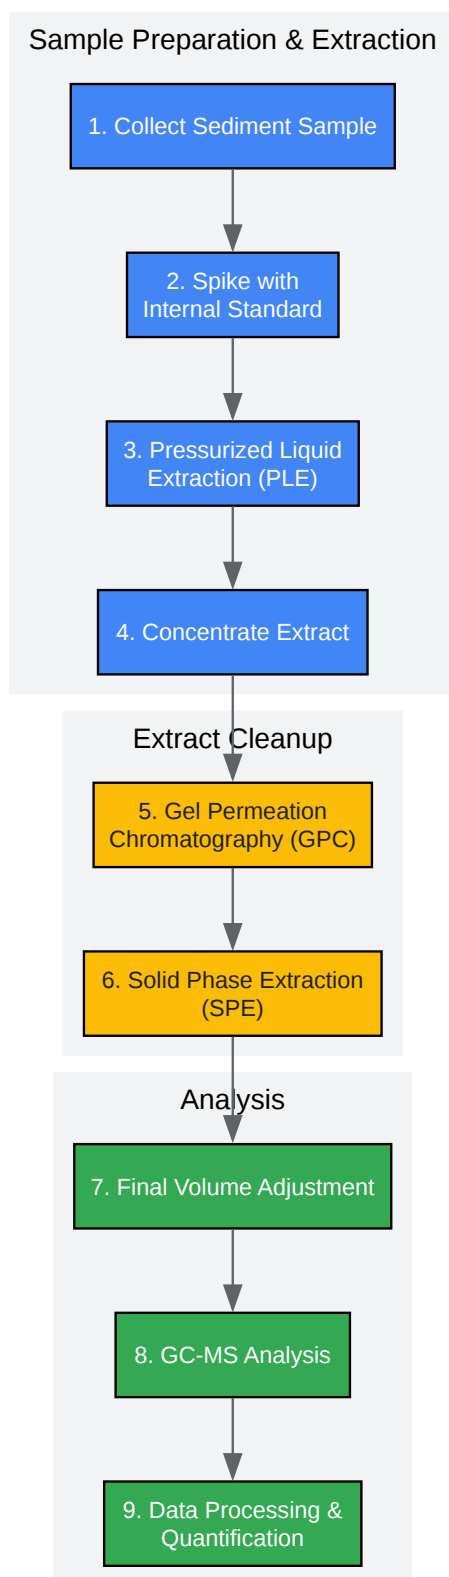 Sample Preparation & Extraction
1. Collect Sediment Sample
2. Spike with
Internal Standard
3. Pressurized Liquid
Extraction (PLE)
4. Concentrate Extract
Extract Cleanup
5. Gel Permeation
Chromatography (GPC)
6. Solid Phase Extraction
(SPE)
Analysis
7. Final Volume Adjustment
8. GC-MS Analysis
9. Data Processing &
Quantification